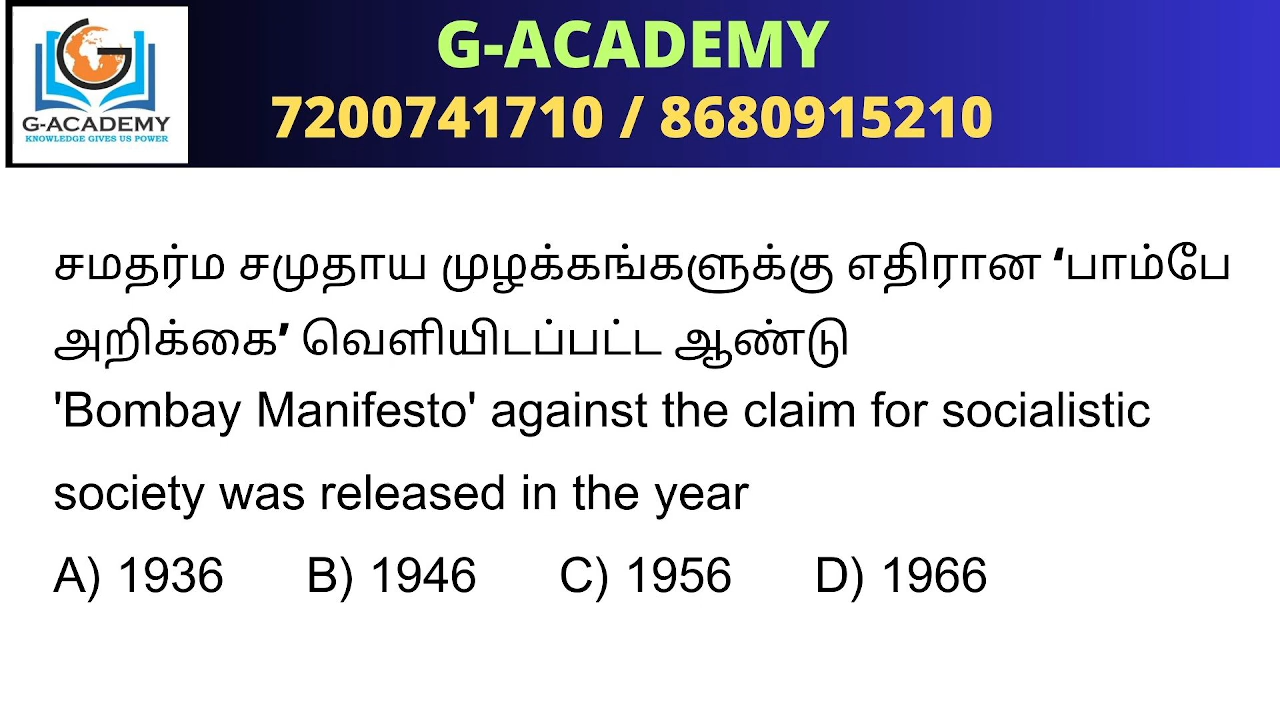 G-ACADEMY
7200741710 / 8680915210
G
G-ACADEMY
KNOWLEDGE GIVES US POWER
சமதர்ம சமுதாய முழக்கங்களுக்கு எதிரான ‘பாம்பே
அறிக்கை’ வெளியிடப்பட்ட ஆண்டு
'Bombay Manifesto' against the claim for socialistic
society was released in the year
A) 1936 B) 1946 C) 1956 D) 1966